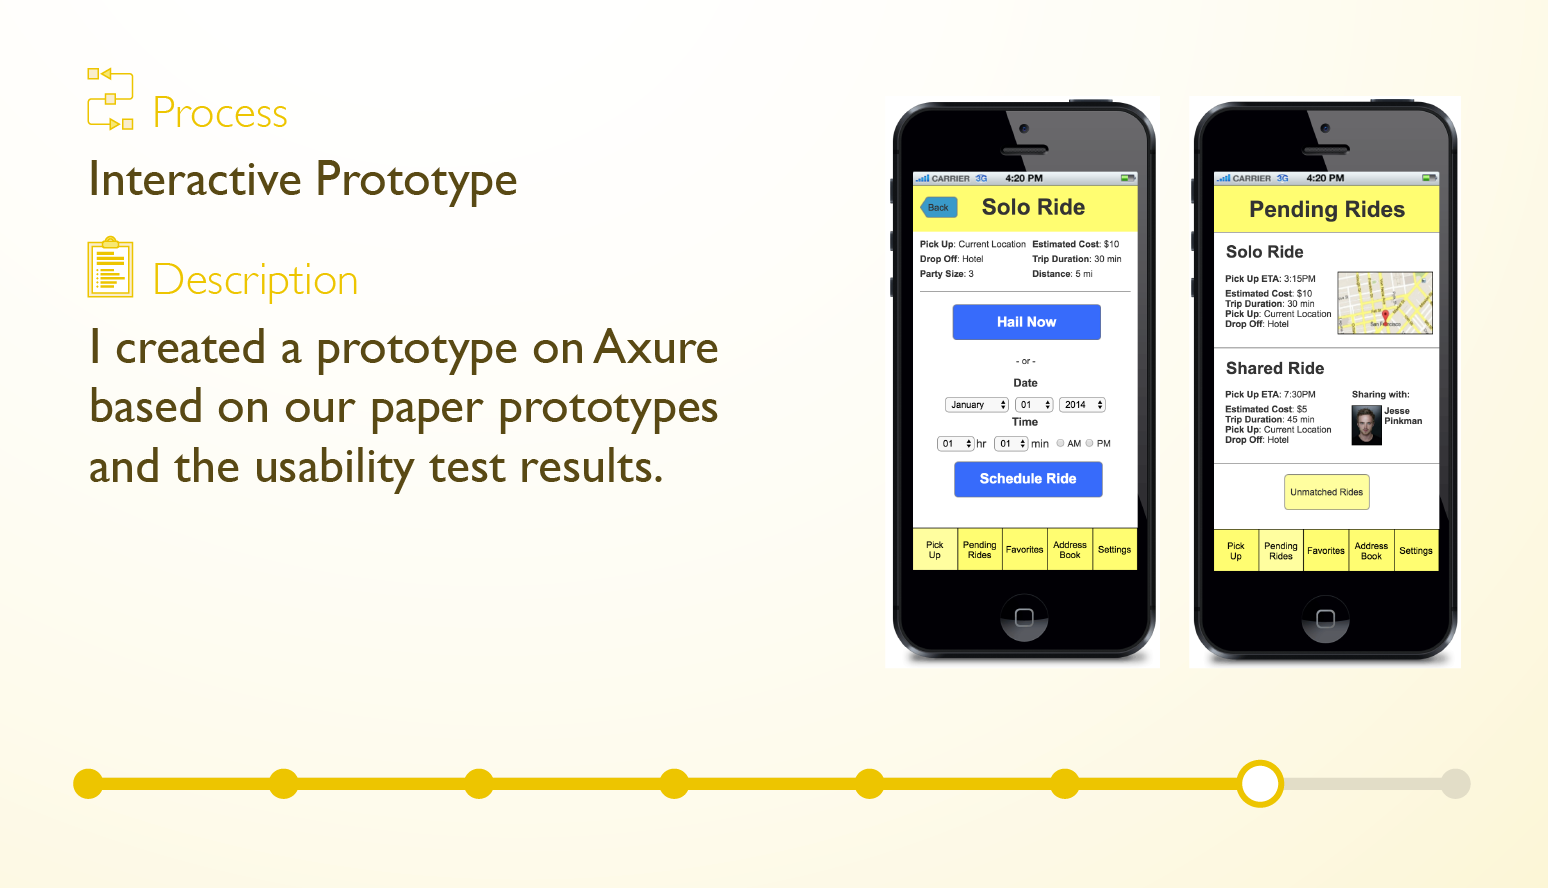 Process
Interactive Prototype
Description
I created a prototype on Axure
based on our paper prototypes
and the usability test results.
CARRIER 3G 4:20 PM
Back Solo Ride
Pick Up: Current Location Estimated Cost: $10
Drop Off: Hotel Trip Duration: 30 min
Party Size: 3 Distance: 5 mi
Hail Now
- or -
Date
January 01 2014
Time
01 hr 01 min AM PM
Schedule Ride
Pick Up Pending Rides Favorites Address Book Settings
CARRIER 3G 4:20 PM
Pending Rides
Solo Ride
Pick Up ETA: 3:15PM
Estimated Cost: $10
Trip Duration: 30 min
Pick Up: Current Location
Drop Off: Hotel
San Francisco
Shared Ride
Pick Up ETA: 7:30PM
Estimated Cost: $5
Trip Duration: 45 min
Pick Up: Current Location
Drop Off: Hotel
Sharing with:
Jesse
Pinkman
Unmatched Rides
Pick Up Pending Rides Favorites Address Book Settings